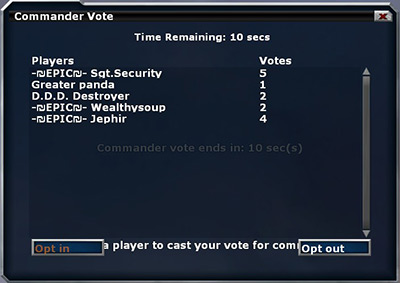 Commander Vote
Time Remaining: 10 secs
Players Votes
-₪EPIC₪- Sgt.Security 5
Greater panda 1
D.D.D. Destroyer 2
-₪EPIC₪- Wealthysoup 2
-₪EPIC₪- Jephir 4
Commander vote ends in: 10 sec(s)
Opt in a player to cast your vote for com Opt out